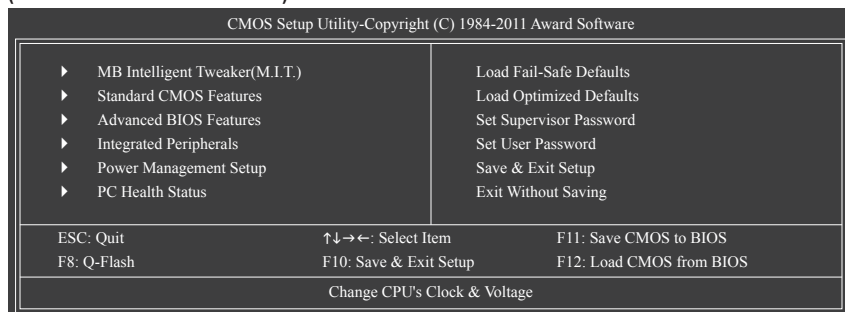 CMOS Setup Utility-Copyright (C) 1984-2011 Award Software
MB Intelligent Tweaker(M.I.T.)
Standard CMOS Features
Advanced BIOS Features
Integrated Peripherals
Power Management Setup
PC Health Status
Load Fail-Safe Defaults
Load Optimized Defaults
Set Supervisor Password
Set User Password
Save & Exit Setup
Exit Without Saving
ESC: Quit ↑↓→←: Select Item F11: Save CMOS to BIOS
F8: Q-Flash F10: Save & Exit Setup F12: Load CMOS from BIOS
Change CPU's Clock & Voltage